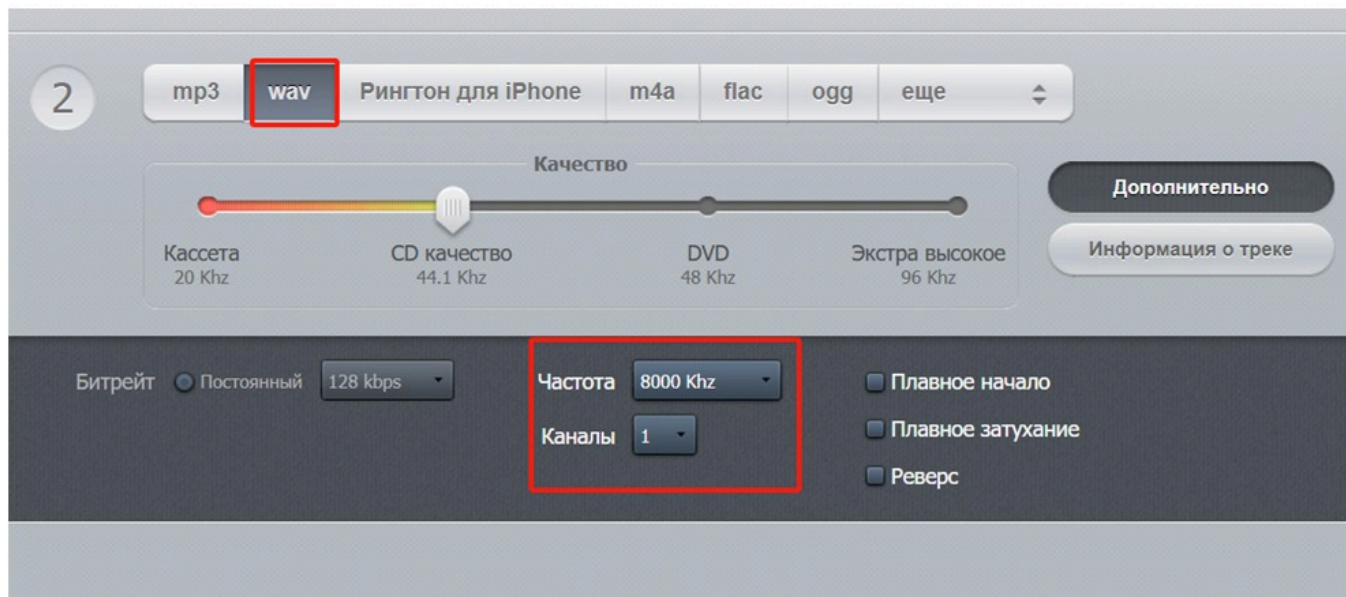 2
mp3 wav Рингтон для iPhone m4a flac ogg еще
Качество
Кассета CD качество DVD Экстра высокое
20 Khz 44.1 Khz 48 Khz 96 Khz
Дополнительно
Информация о треке
Битрейт Постоянный 128 kbps
Частота 8000 Khz
Каналы 1
Плавное начало
Плавное затухание
Реверс